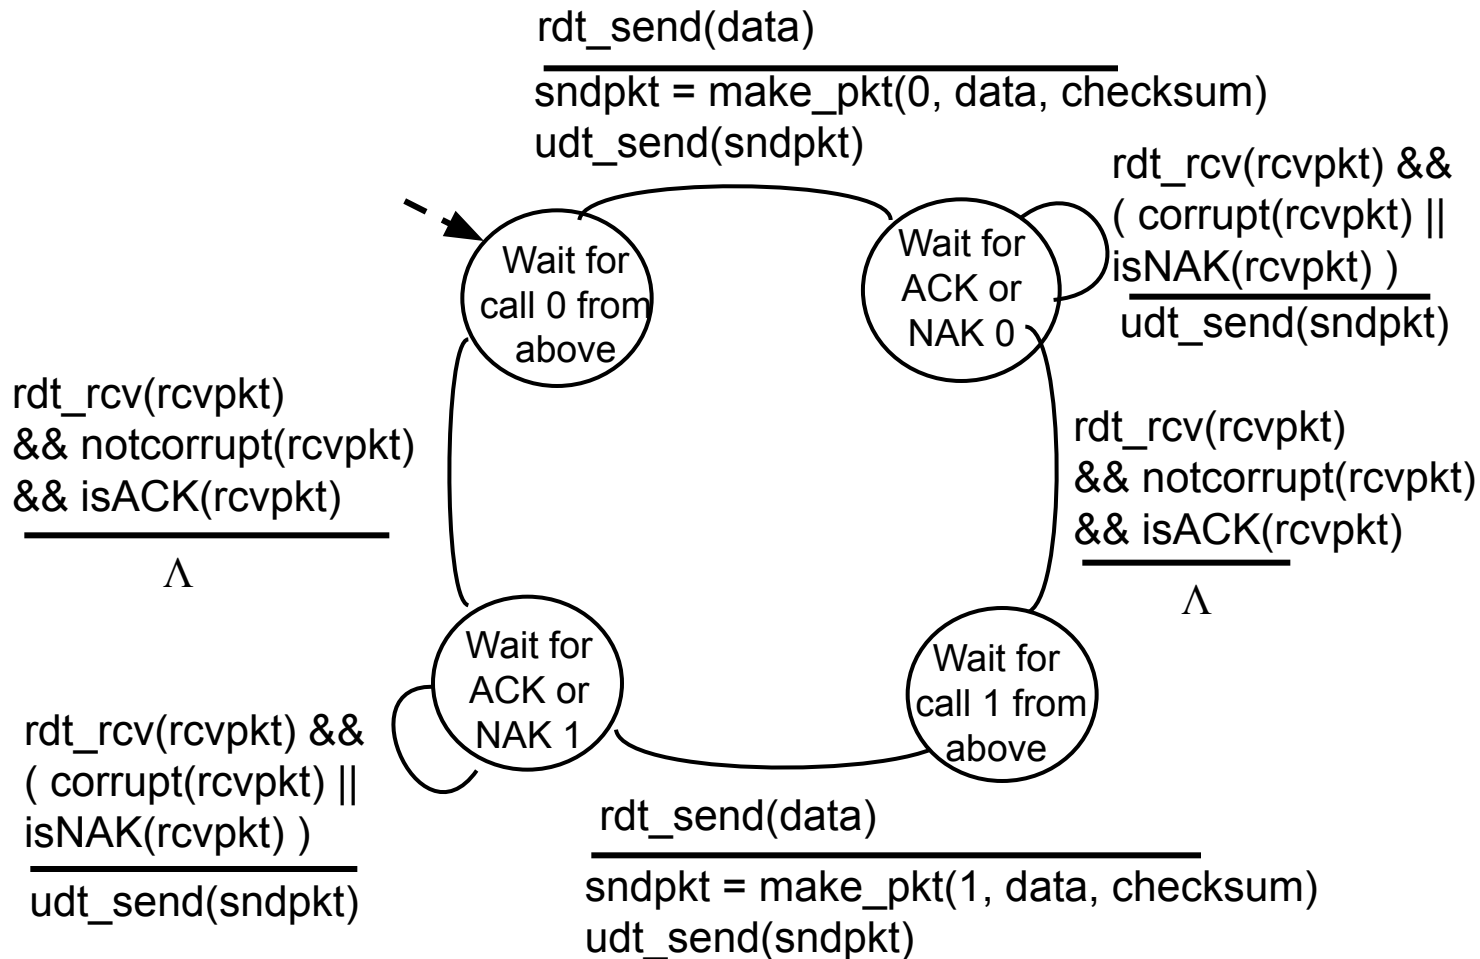 rdt_send(data)
sndpkt = make_pkt(0, data, checksum)
udt_send(sndpkt)
rdt_rcv(rcvpkt) &&
( corrupt(rcvpkt) ||
isNAK(rcvpkt) )
udt_send(sndpkt)
Wait for
call 0 from
above
Wait for
ACK or
NAK 0
rdt_rcv(rcvpkt)
&& notcorrupt(rcvpkt)
&& isACK(rcvpkt)
Λ
rdt_rcv(rcvpkt)
&& notcorrupt(rcvpkt)
&& isACK(rcvpkt)
Λ
Wait for
ACK or
NAK 1
Wait for
call 1 from
above
rdt_rcv(rcvpkt) &&
( corrupt(rcvpkt) ||
isNAK(rcvpkt) )
udt_send(sndpkt)
rdt_send(data)
sndpkt = make_pkt(1, data, checksum)
udt_send(sndpkt)